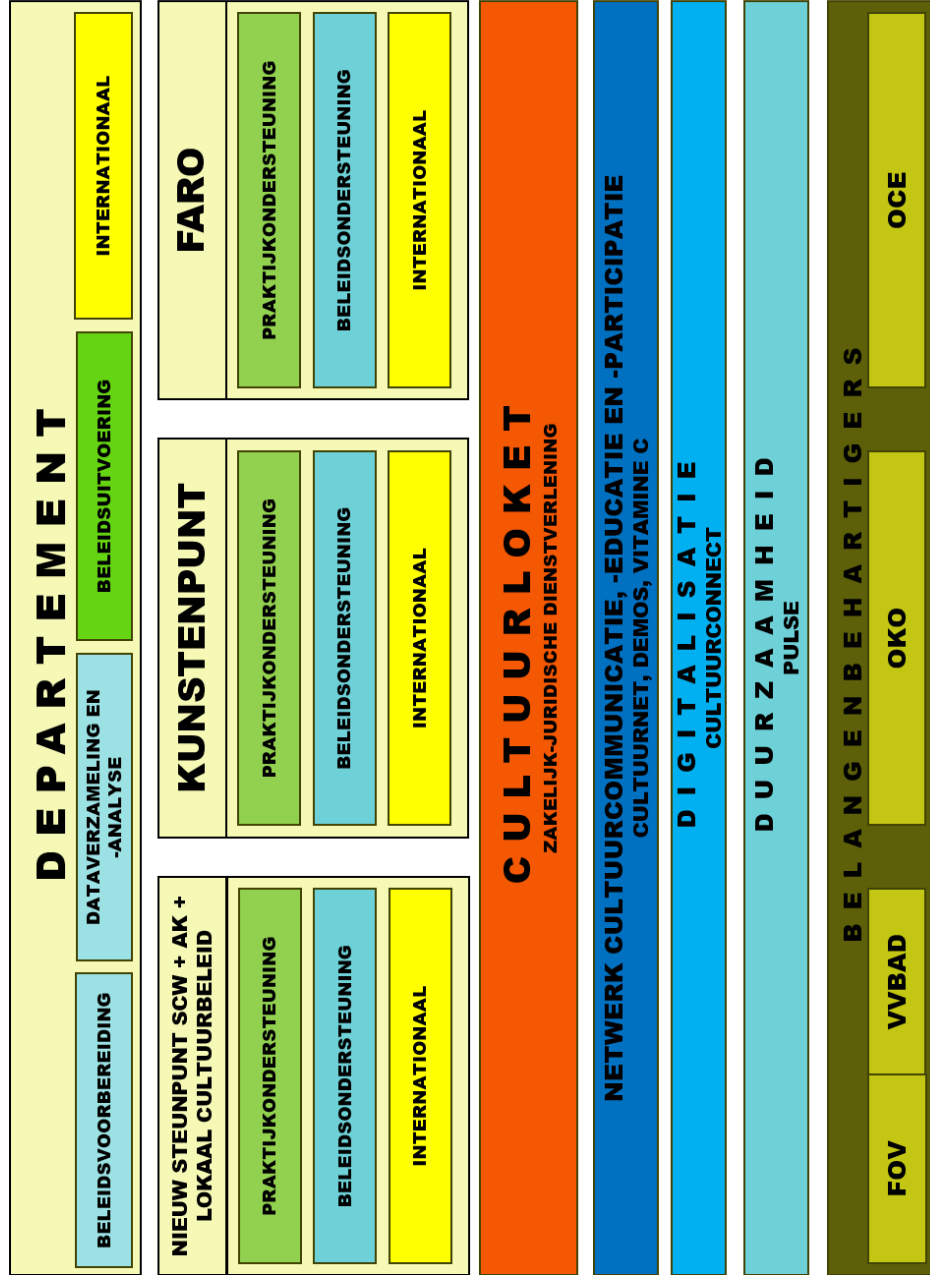 DEPARTEMENT
BELEIDSVOORBEREIDING
DATAVERZAMELING EN
-ANALYSE
BELEIDSUITVOERING
INTERNATIONAAL
NIEUW STEUNPUNT SCW + AK +
LOKAAL CULTUURBELEID
PRAKTIJKONDERSTEUNING
BELEIDSONDERSTEUNING
INTERNATIONAAL
KUNSTENPUNT
PRAKTIJKONDERSTEUNING
BELEIDSONDERSTEUNING
INTERNATIONAAL
FARO
PRAKTIJKONDERSTEUNING
BELEIDSONDERSTEUNING
INTERNATIONAAL
CULTUURLOKET
ZAKELIJK-JURIDISCHE DIENSTVERLENING
NETWERK CULTUURCOMMUNICATIE, -EDUCATIE EN -PARTICIPATIE
CULTUURNET, DEMOS, VITAMINE C
DIGITALISATIE
CULTUURCONNECT
DUURZAAMHEID
PULSE
BELANGENBEHARTIGERS
FOV
VVBAD
OKO
OCE